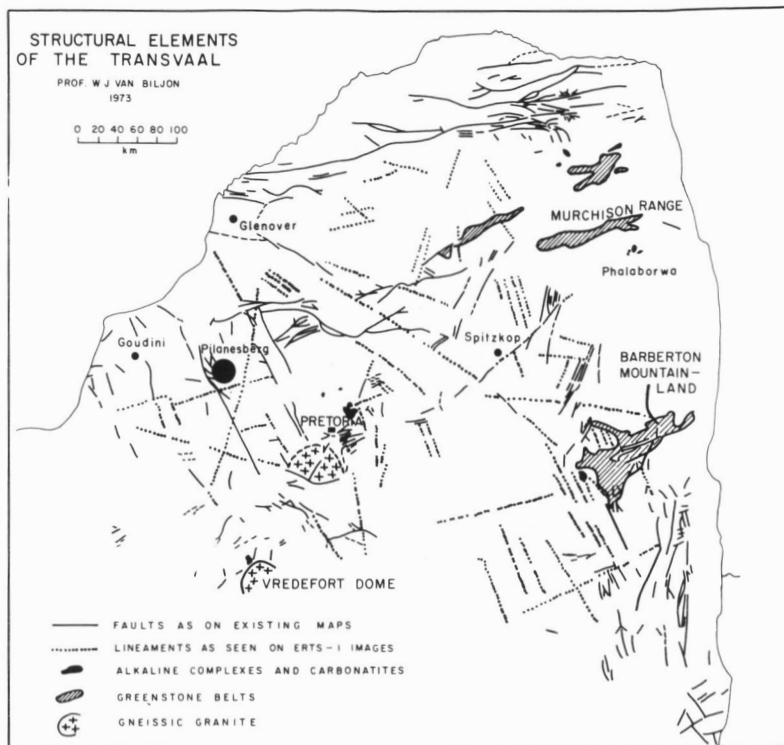 STRUCTURAL ELEMENTS
OF THE TRANSVAAL
PROF. W J VAN BILJON
1973
0 20 40 60 80 100
km
Glenover
MURCHISON RANGE
Phalaborwa
Goudini
Pilanesberg
Spitzkop
BARBERTON
MOUNTAIN-
LAND
PRETORIA
VREDEFORT DOME
FAULTS AS ON EXISTING MAPS
LINEAMENTS AS SEEN ON ERTS-1 IMAGES
ALKALINE COMPLEXES AND CARBONATITES
GREENSTONE BELTS
GNEISSIC GRANITE